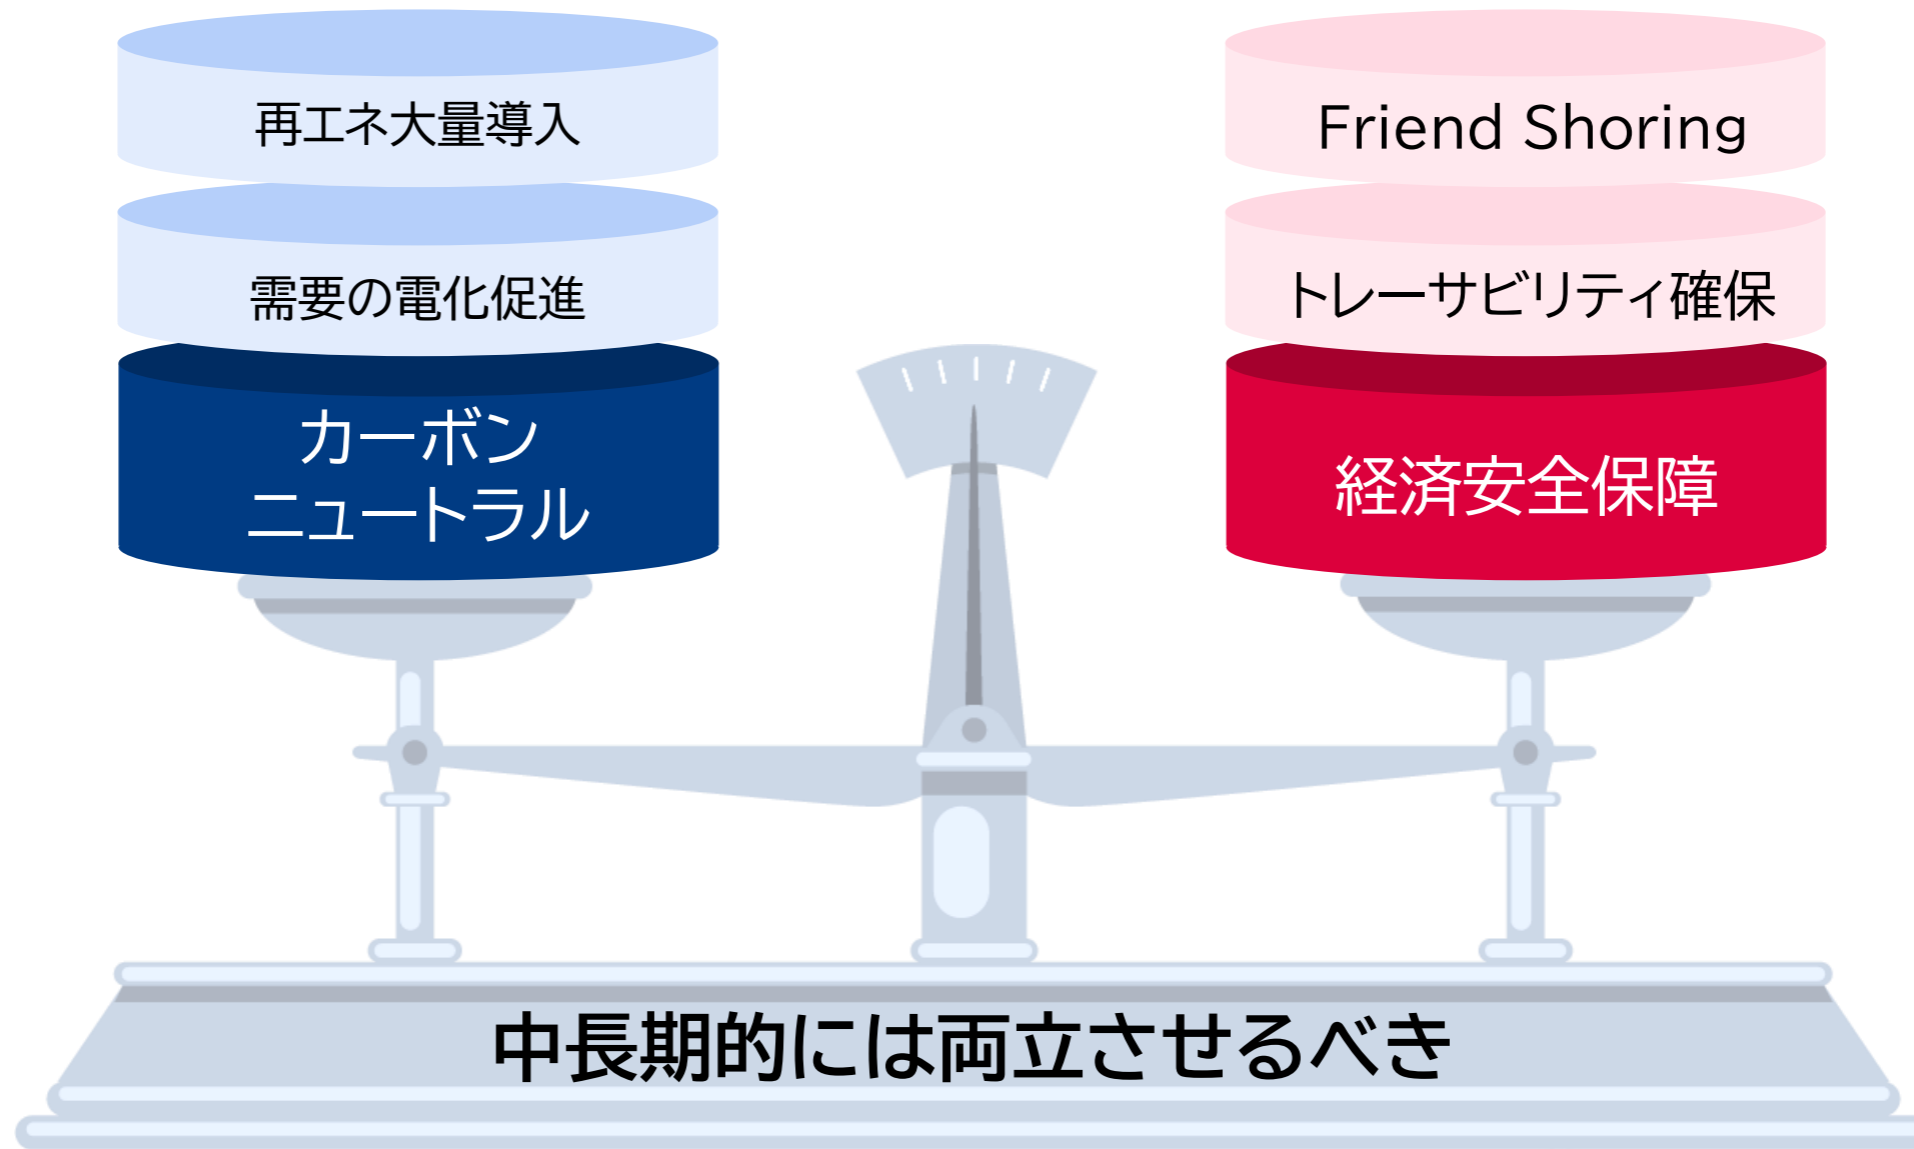 再エネ大量導入
需要の電化促進
カーボン
ニュートラル
Friend Shoring
トレーサビリティ確保
経済安全保障
中長期的には両立させるべき